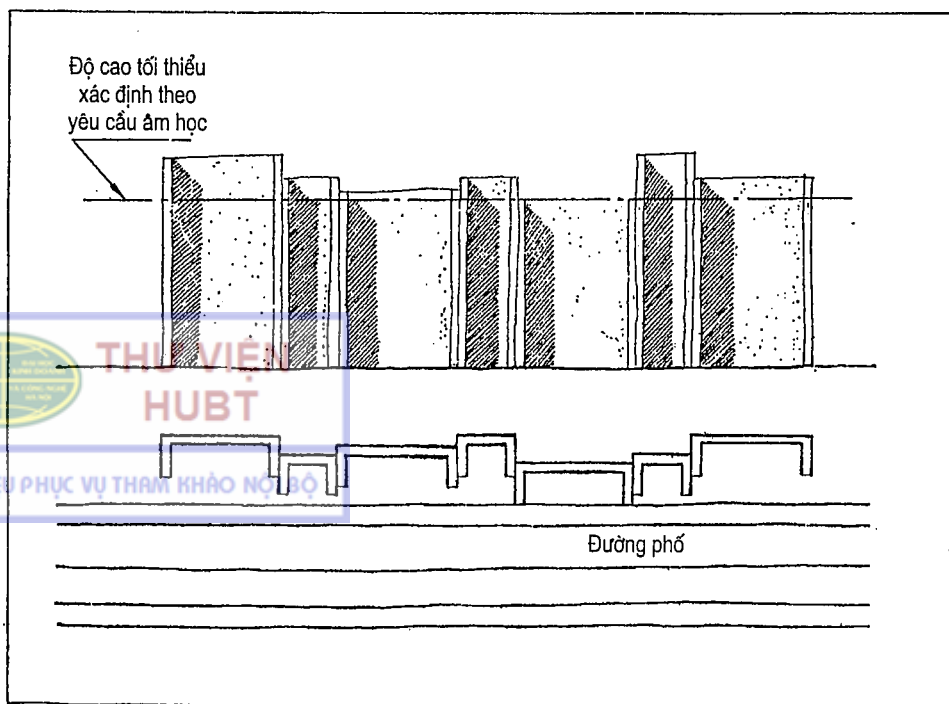 Độ cao tối thiểu
xác định theo
yêu cầu âm học
THƯ VIỆN
HUBT
PHỤC VỤ THAM KHẢO NỘI BỘ
Đường phố